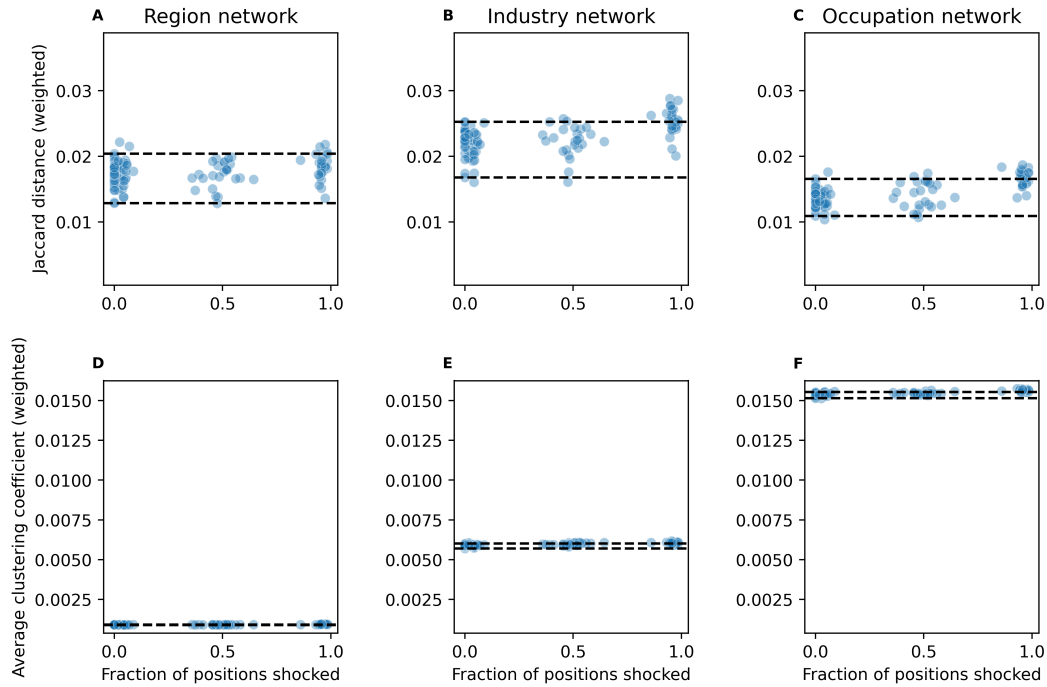 A Region network
Jaccard distance (weighted)
0.03
0.02
0.01
0.0 0.5 1.0
B Industry network
0.03
0.02
0.01
0.0 0.5 1.0
C Occupation network
0.03
0.02
0.01
0.0 0.5 1.0
D
Average clustering coefficient (weighted)
0.0150
0.0125
0.0100
0.0075
0.0050
0.0025
0.0 0.5 1.0
Fraction of positions shocked
E
0.0150
0.0125
0.0100
0.0075
0.0050
0.0025
0.0 0.5 1.0
Fraction of positions shocked
F
0.0150
0.0125
0.0100
0.0075
0.0050
0.0025
0.0 0.5 1.0
Fraction of positions shocked